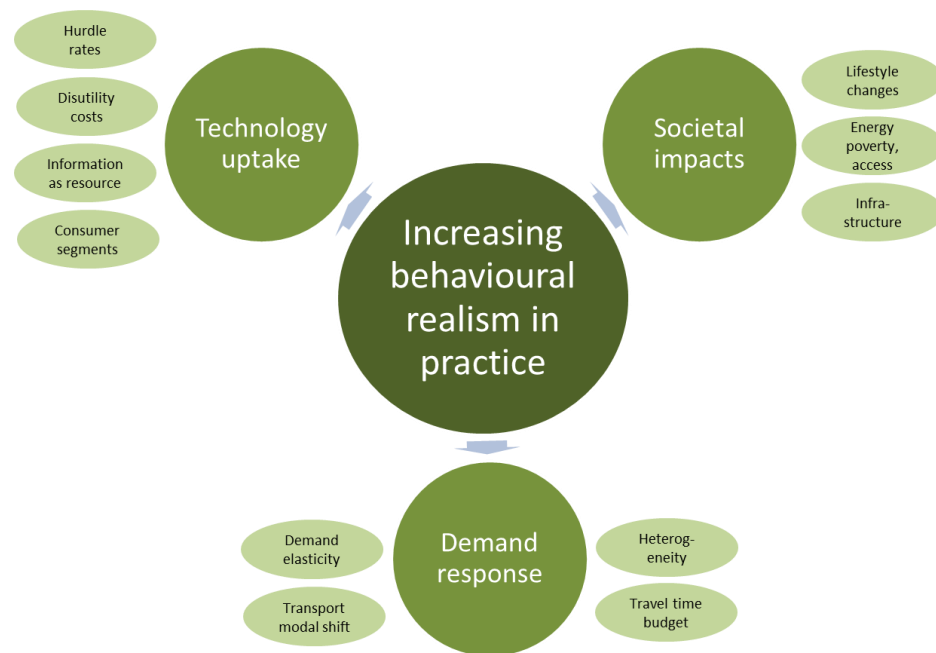 Hurdle
rates
Disutility
costs
Information
as resource
Consumer
segments
Technology
uptake
Societal
impacts
Lifestyle
changes
Energy
poverty,
access
Infra-
structure
Increasing
behavioural
realism in
practice
Demand
elasticity
Transport
modal shift
Demand
response
Heterog-
eneity
Travel time
budget